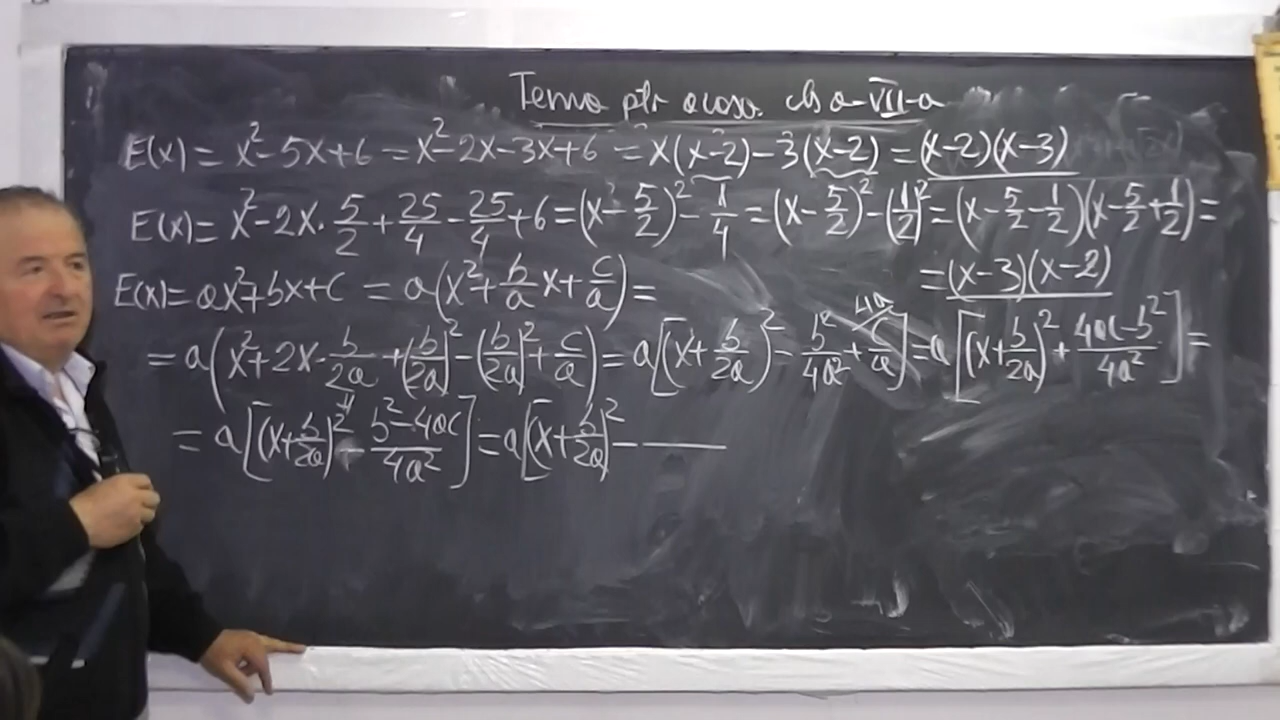 Tema ptr acasa cls a-VII-a
E(x) = x² - 5x + 6 = x² - 2x - 3x + 6 = x(x-2) - 3(x-2) = (x-2)(x-3)
E(x) = x² - 2x · 5/2 + 25/4 - 25/4 + 6 = (x - 5/2)² - 1/4 = (x - 5/2)² - (1/2)² = (x - 5/2 - 1/2)(x - 5/2 + 1/2) =
= (x-3)(x-2)
E(x) = ax² + bx + c = a(x² + b/a x + c/a) =
= a(x² + 2x · b/2a + (b/2a)² - (b/2a)² + c/a) = a[(x + b/2a)² - b²/4a² + 4a/ c/a] = a[(x + b/2a)² + 4ac-b²/4a²] =
= a[(x + b/2a)² - b²-4ac/4a²] = a[(x + b/2a)² -